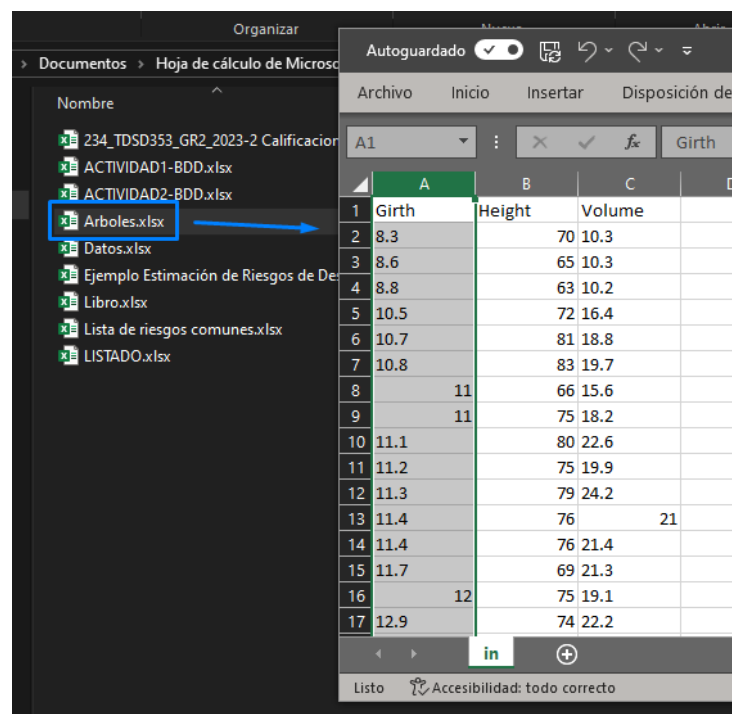 Organizar
Documentos > Hoja de cálculo de Microso
Nombre
234_TDSD353_GR2_2023-2 Calificacion
ACTIVIDAD1-BDD.xlsx
ACTIVIDAD2-BDD.xlsx
Arboles.xlsx
Datos.xlsx
Ejemplo Estimación de Riesgos de De
Libro.xlsx
Lista de riesgos comunes.xlsx
LISTADO.xlsx
Autoguardado
Archivo Inicio Insertar Disposición de
A1 fx Girth
A B C
1 Girth Height Volume
2 8.3 70 10.3
3 8.6 65 10.3
4 8.8 63 10.2
5 10.5 72 16.4
6 10.7 81 18.8
7 10.8 83 19.7
8 11 66 15.6
9 11 75 18.2
10 11.1 80 22.6
11 11.2 75 19.9
12 11.3 79 24.2
13 11.4 76 21
14 11.4 76 21.4
15 11.7 69 21.3
16 12 75 19.1
17 12.9 74 22.2
in
Listo Accesibilidad: todo correcto